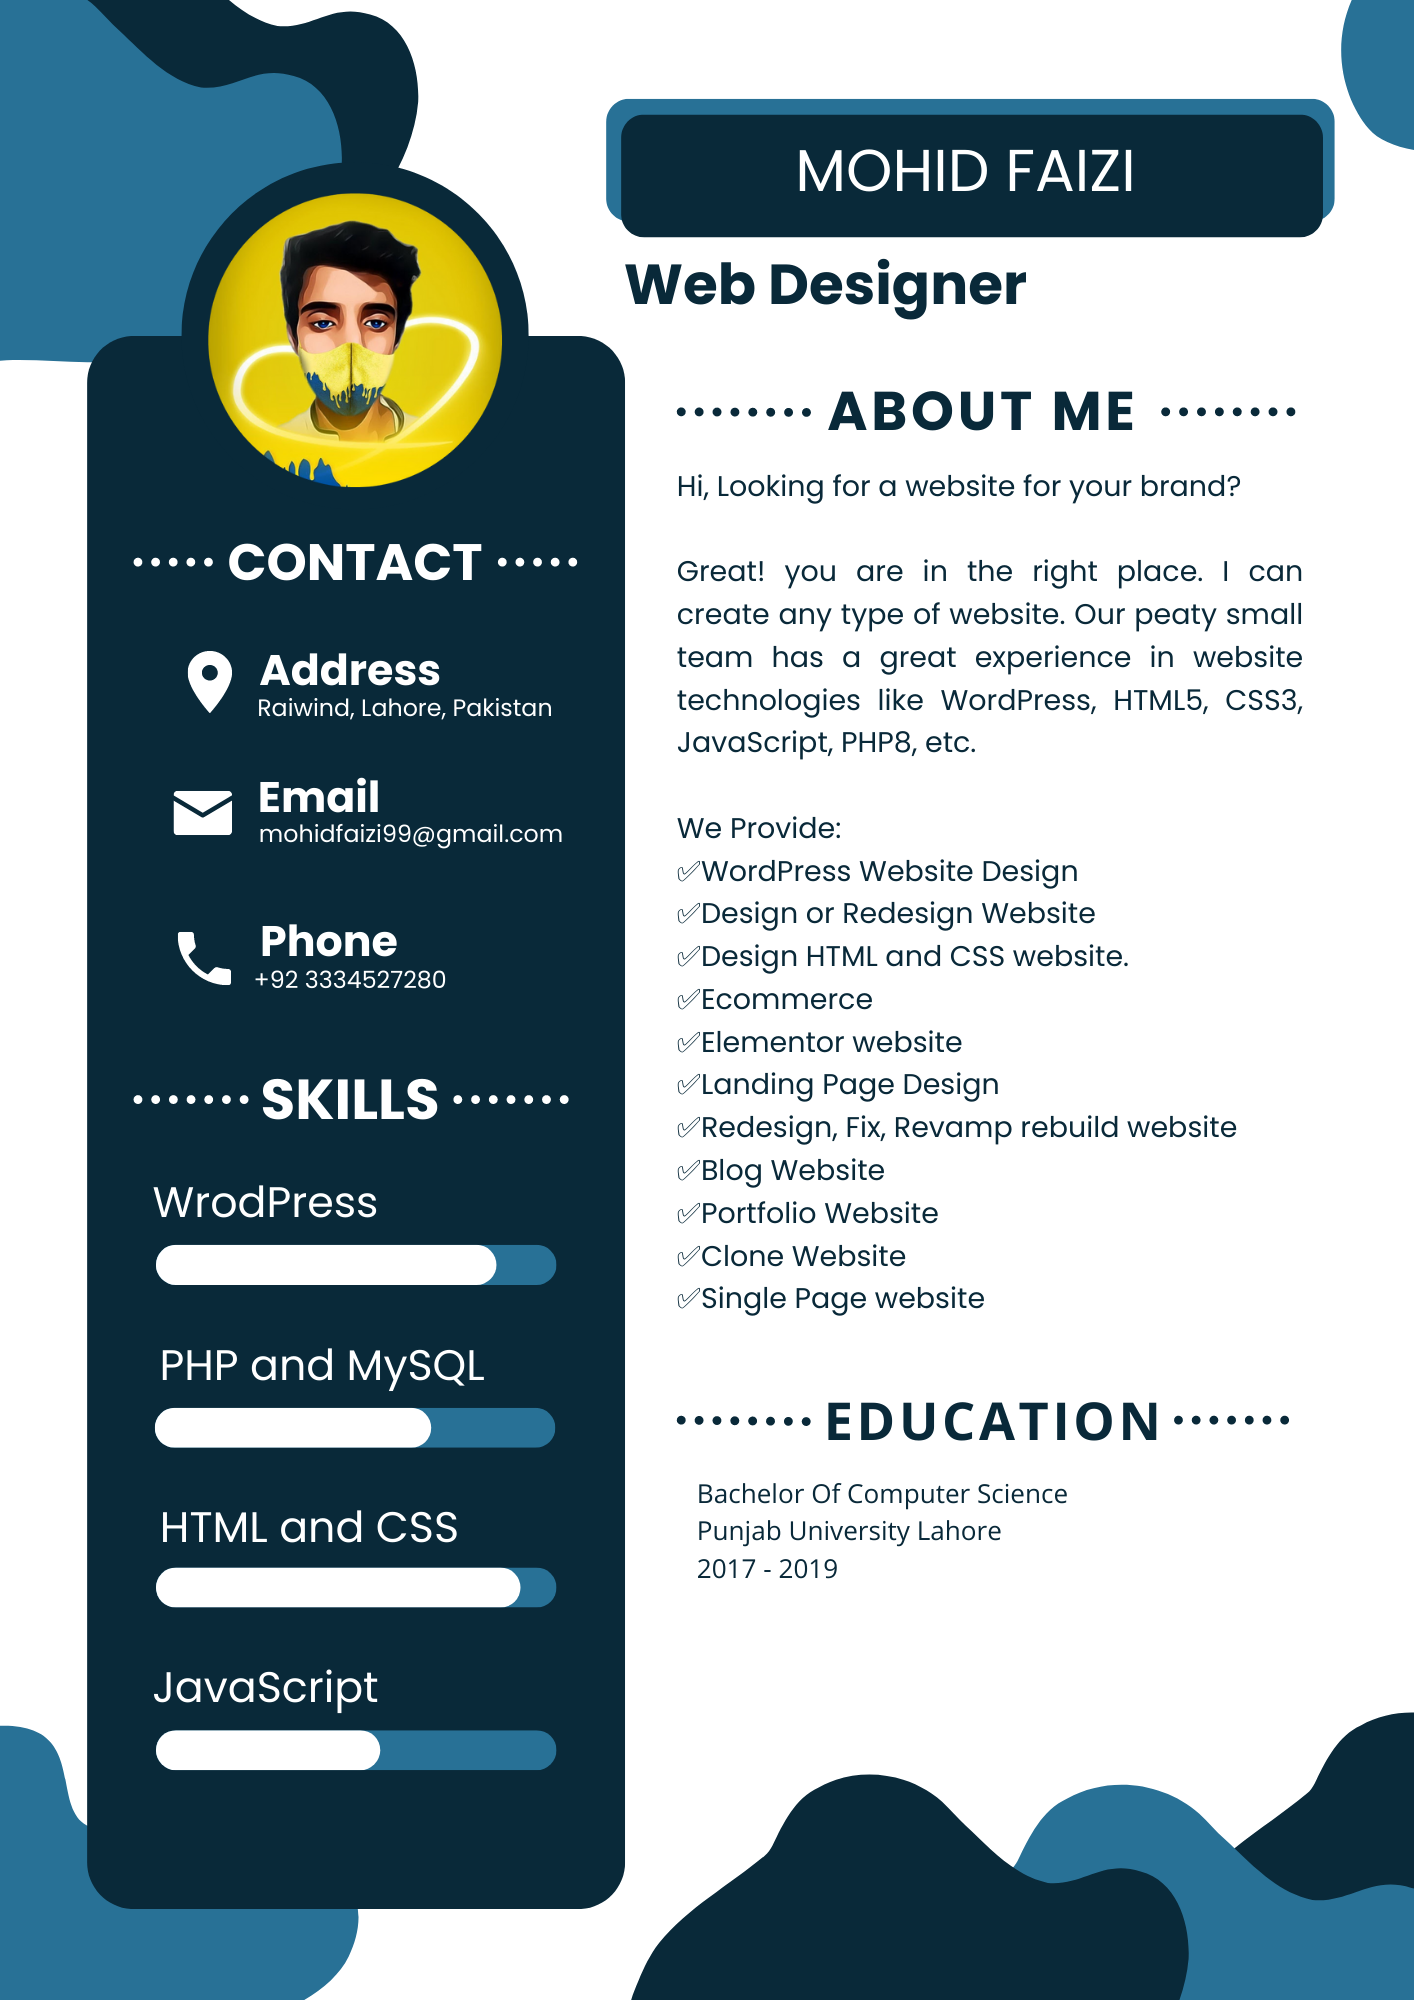 MOHID FAIZI
Web Designer
CONTACT
Address
Raiwind, Lahore, Pakistan
Email
mohidfaizi99@gmail.com
Phone
+92 3334527280
SKILLS
WrodPress
PHP and MySQL
HTML and CSS
JavaScript
ABOUT ME
Hi, Looking for a website for your brand?
Great! you are in the right place. I can
create any type of website. Our peaty small
team has a great experience in website
technologies like WordPress, HTML5, CSS3,
JavaScript, PHP8, etc.
We Provide:
✅WordPress Website Design
✅Design or Redesign Website
✅Design HTML and CSS website.
✅Ecommerce
✅Elementor website
✅Landing Page Design
✅Redesign, Fix, Revamp rebuild website
✅Blog Website
✅Portfolio Website
✅Clone Website
✅Single Page website
EDUCATION
Bachelor Of Computer Science
Punjab University Lahore
2017 - 2019